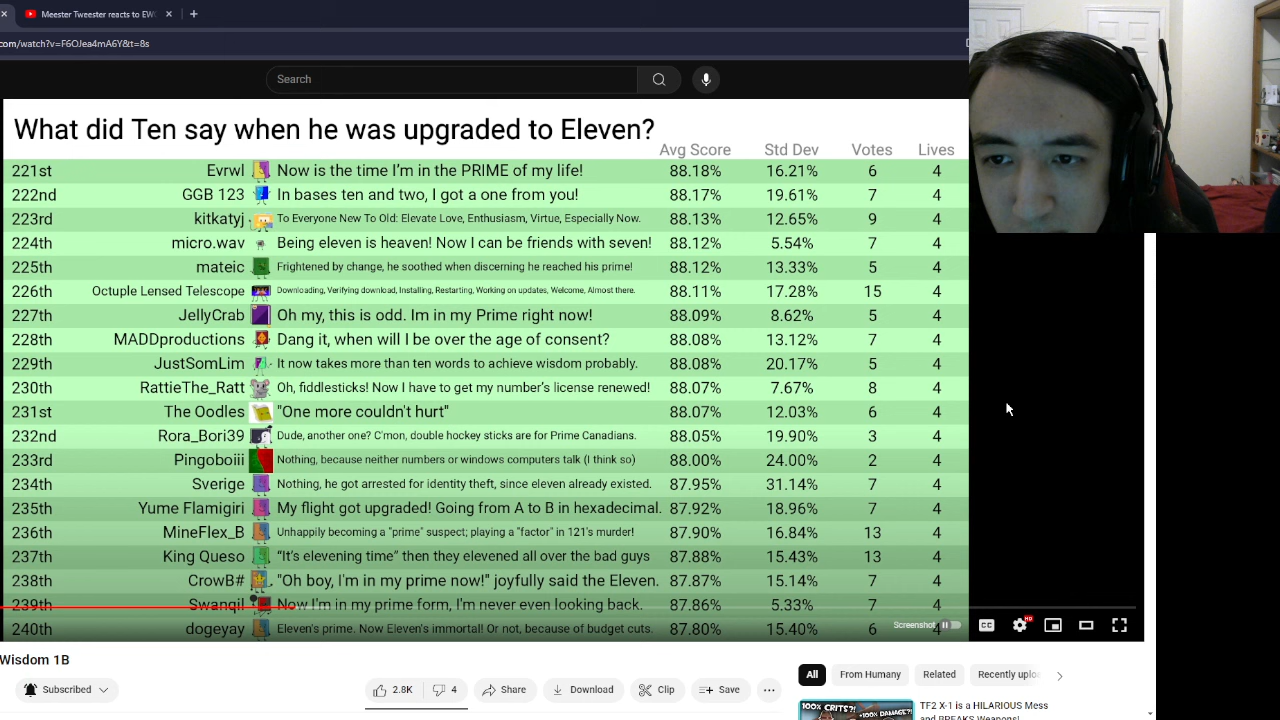 Meester Tweester reacts to EWO
com/watch?v=F6OJea4mA6Y&t=8s
Search
What did Ten say when he was upgraded to Eleven?
Avg Score Std Dev Votes Lives
221st Evrwl Now is the time I'm in the PRIME of my life! 88.18% 16.21% 6 4
222nd GGB 123 In bases ten and two, I got a one from you! 88.17% 19.61% 7 4
223rd kitkatyj To Everyone New To Old: Elevate Love, Enthusiasm, Virtue, Especially Now. 88.13% 12.65% 9 4
224th micro.wav Being eleven is heaven! Now I can be friends with seven! 88.12% 5.54% 7 4
225th mateic Frightened by change, he soothed when discerning he reached his prime! 88.12% 13.33% 5 4
226th Octuple Lensed Telescope Downloading, Verifying download, Installing, Restarting, Working on updates, Welcome, Almost there. 88.11% 17.28% 15 4
227th JellyCrab Oh my, this is odd. Im in my Prime right now! 88.09% 8.62% 5 4
228th MADDproductions Dang it, when will I be over the age of consent? 88.08% 13.12% 7 4
229th JustSomLim It now takes more than ten words to achieve wisdom probably. 88.08% 20.17% 5 4
230th RattieThe_Ratt Oh, fiddlesticks! Now I have to get my number's license renewed! 88.07% 7.67% 8 4
231st The Oodles "One more couldn't hurt" 88.07% 12.03% 6 4
232nd Rora_Bori39 Dude, another one? C'mon, double hockey sticks are for Prime Canadians. 88.05% 19.90% 3 4
233rd Pingoboiii Nothing, because neither numbers or windows computers talk (I think so) 88.00% 24.00% 2 4
234th Sverige Nothing, he got arrested for identity theft, since eleven already existed. 87.95% 31.14% 7 4
235th Yume Flamigiri My flight got upgraded! Going from A to B in hexadecimal. 87.92% 18.96% 7 4
236th MineFlex_B Unhappily becoming a "prime" suspect; playing a "factor" in 121's murder! 87.90% 16.84% 13 4
237th King Queso “It's elevening time” then they elevened all over the bad guys 87.88% 15.43% 13 4
238th CrowB# "Oh boy, I'm in my prime now!" joyfully said the Eleven. 87.87% 15.14% 7 4
239th Swanqil Now I'm in my prime form, I'm never even looking back. 87.86% 5.33% 7 4
240th dogeyay Eleven's prime. Now Eleven's immortal! Or not, because of budget cuts. 87.80% 15.40% 6 4
Screenshot CC HD
Wisdom 1B
Subscribed 2.8K 4 Share Download Clip Save
All From Humany Related Recently uplo
100% CRITS?! +100% DAMAGE?! TF2 X-1 is a HILARIOUS Mess
and BREAKS Weapons!